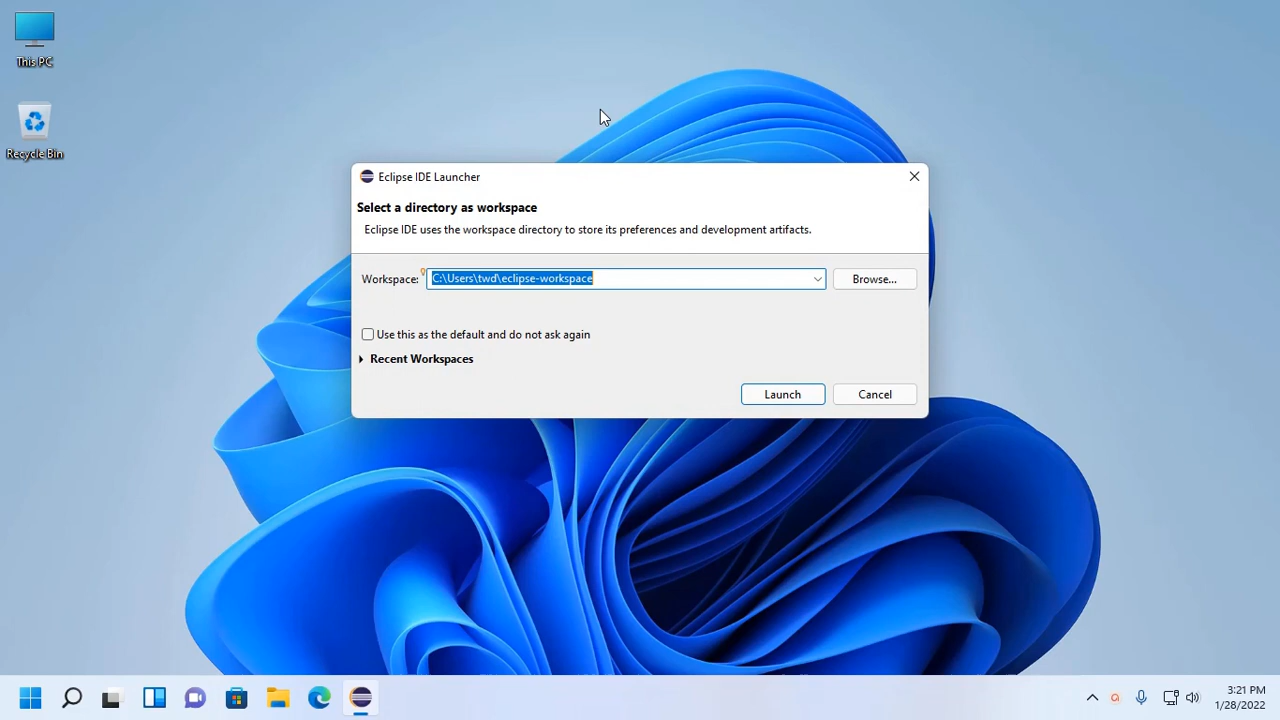 This PC
Recycle Bin
Eclipse IDE Launcher
Select a directory as workspace
Eclipse IDE uses the workspace directory to store its preferences and development artifacts.
Workspace: C:\Users\twd\eclipse-workspace Browse...
Use this as the default and do not ask again
Recent Workspaces
Launch Cancel
3:21 PM
1/28/2022